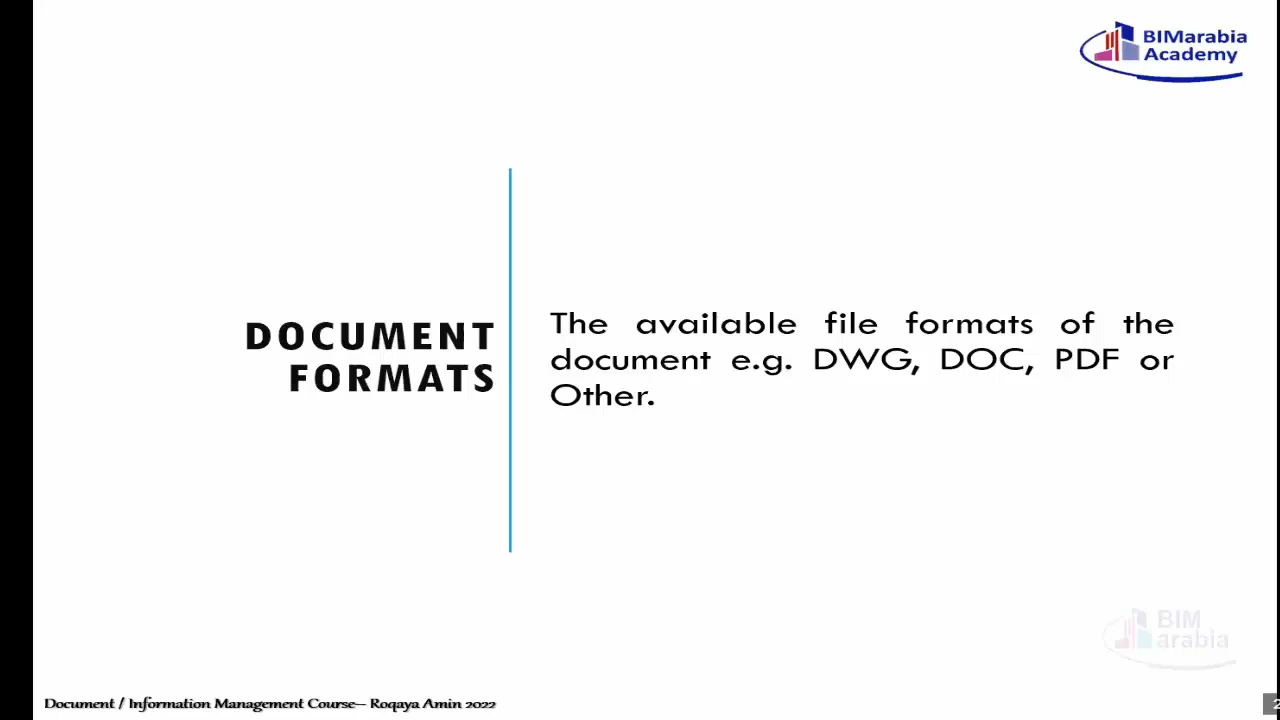 BIMarabia
Academy
DOCUMENT
FORMATS
The available file formats of the
document e.g. DWG, DOC, PDF or
Other.
BIM
arabia
Document / Information Management Course– Roqaya Amin 2022